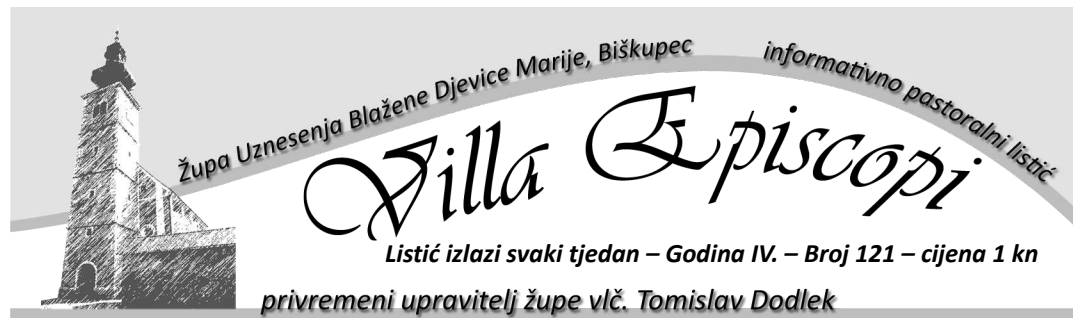 Župa Uznesenja Blažene Djevice Marije, Biškupec
informativno pastoralni listić
Villa Episcopi
Listić izlazi svaki tjedan – Godina IV. – Broj 121 – cijena 1 kn
privremeni upravitelj župe vlč. Tomislav Dodlek